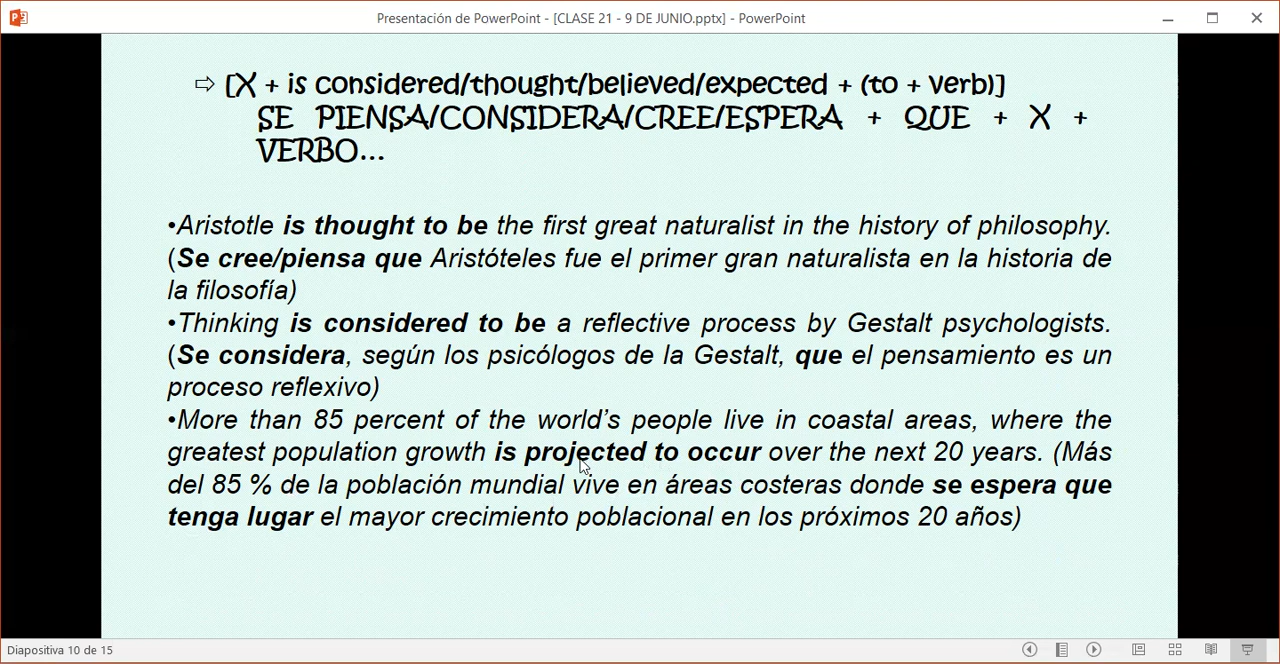 Presentación de PowerPoint - [CLASE 21 - 9 DE JUNIO.pptx] - PowerPoint
⇨ [X + is considered/thought/believed/expected + (to + verb)]
SE PIENSA/CONSIDERA/CREE/ESPERA + QUE + X +
VERBO...
•Aristotle is thought to be the first great naturalist in the history of philosophy.
(Se cree/piensa que Aristóteles fue el primer gran naturalista en la historia de
la filosofía)
•Thinking is considered to be a reflective process by Gestalt psychologists.
(Se considera, según los psicólogos de la Gestalt, que el pensamiento es un
proceso reflexivo)
•More than 85 percent of the world's people live in coastal areas, where the
greatest population growth is projected to occur over the next 20 years. (Más
del 85 % de la población mundial vive en áreas costeras donde se espera que
tenga lugar el mayor crecimiento poblacional en los próximos 20 años)
Diapositiva 10 de 15